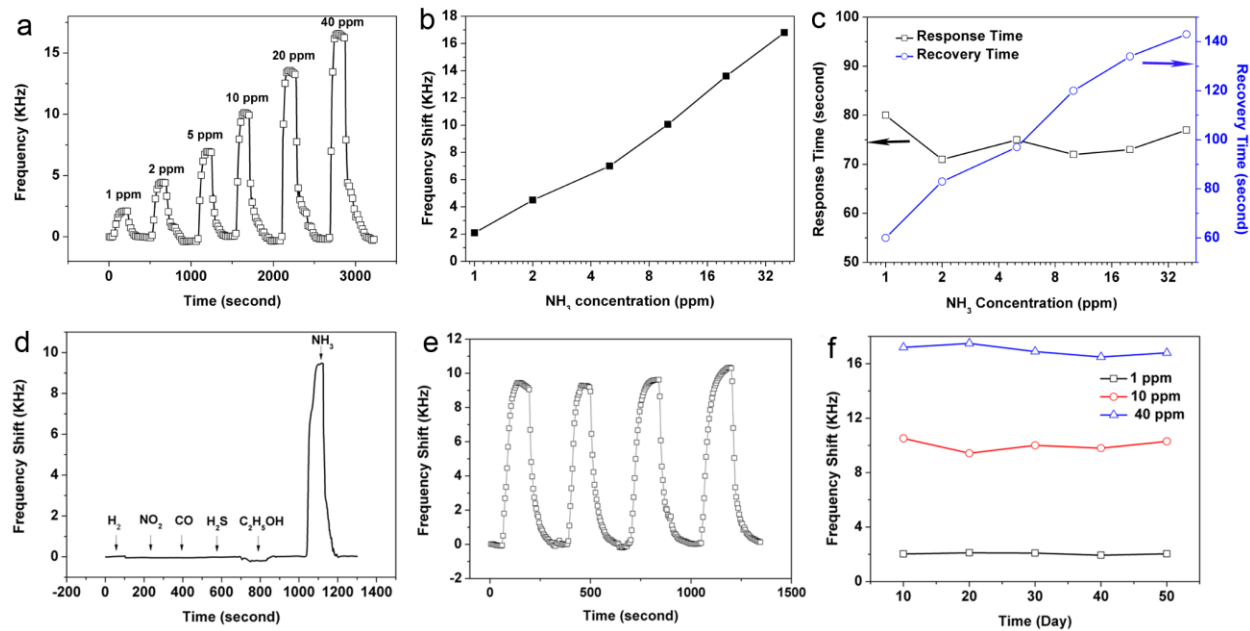 a
Frequency (KHz)
15
10
5
0
1 ppm
2 ppm
5 ppm
10 ppm
20 ppm
40 ppm
0
1000
2000
3000
Time (second)
b
Frequency Shift (KHz)
18
16
14
12
10
8
6
4
2
0
1
2
4
8
16
32
NH₃ concentration (ppm)
c
Response Time (second)
100
90
80
70
60
50
Response Time
Recovery Time
140
120
100
80
60
Recovery Time (second)
1
2
4
8
16
32
NH₃ Concentration (ppm)
d
Frequency Shift (KHz)
10
8
6
4
2
0
H₂
NO₂
CO
H₂S
C₂H₅OH
NH₃
-200
0
200
400
600
800
1000
1200
1400
Time (second)
e
Frequency Shift (KHz)
12
10
8
6
4
2
0
-2
0
500
1000
1500
Time (second)
f
Frequency Shift (KHz)
16
12
8
4
0
1 ppm
10 ppm
40 ppm
10
20
30
40
50
Time (Day)